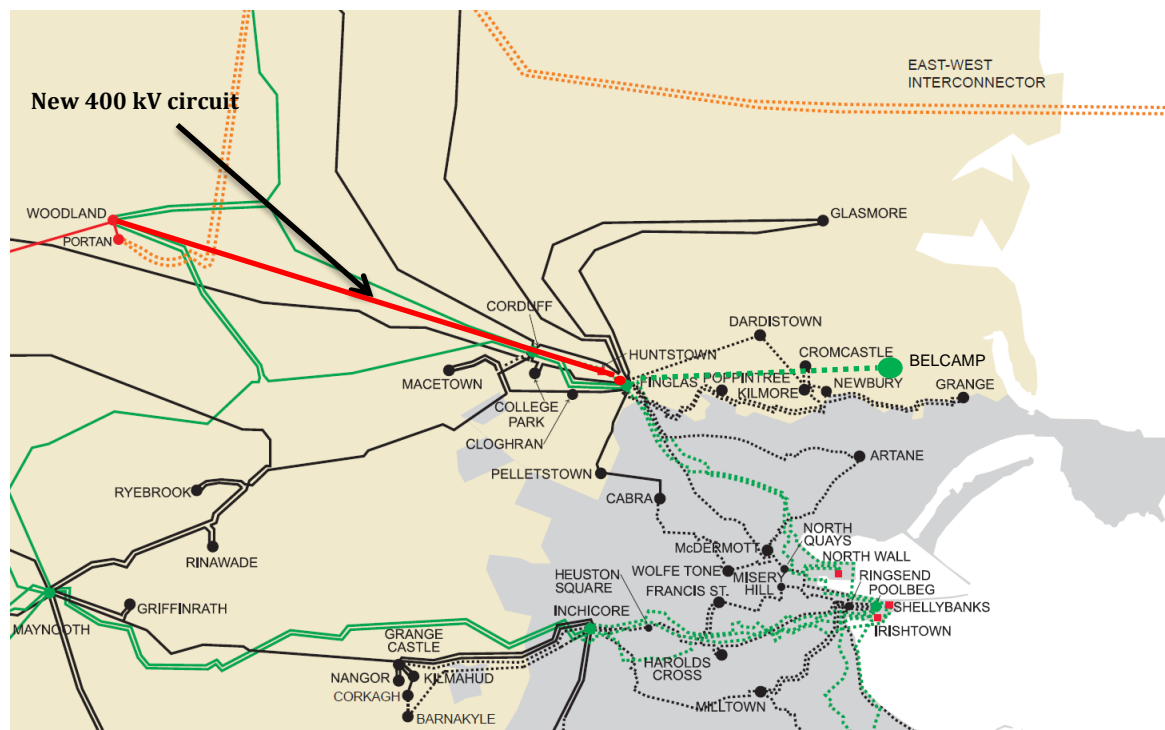 EAST-WEST
INTERCONNECTOR
New 400 kV circuit
WOODLAND
PORTAN
GLASMORE
CORDUFF
DARDISTOWN
HUNTSTOWN
CROMCASTLE
BELCAMP
MACETOWN
FINGLAS
POPPINTREE
KILMORE
NEWBURY
GRANGE
COLLEGE
PARK
CLOGHRAN
ARTANE
PELLETSTOWN
RYEBROOK
CABRA
NORTH
QUAYS
RINAWADE
McDERMOTT
NORTH WALL
HEUSTON
SQUARE
WOLFE TONE
MISERY
HILL
RINGSEND
FRANCIS ST.
POOLBEG
SHELLYBANKS
GRIFFINRATH
INCHICORE
MAYNOOTH
IRISHTOWN
GRANGE
CASTLE
HAROLDS
CROSS
NANGOR
KILMAHUD
CORKAGH
MILLTOWN
BARNAKYLE